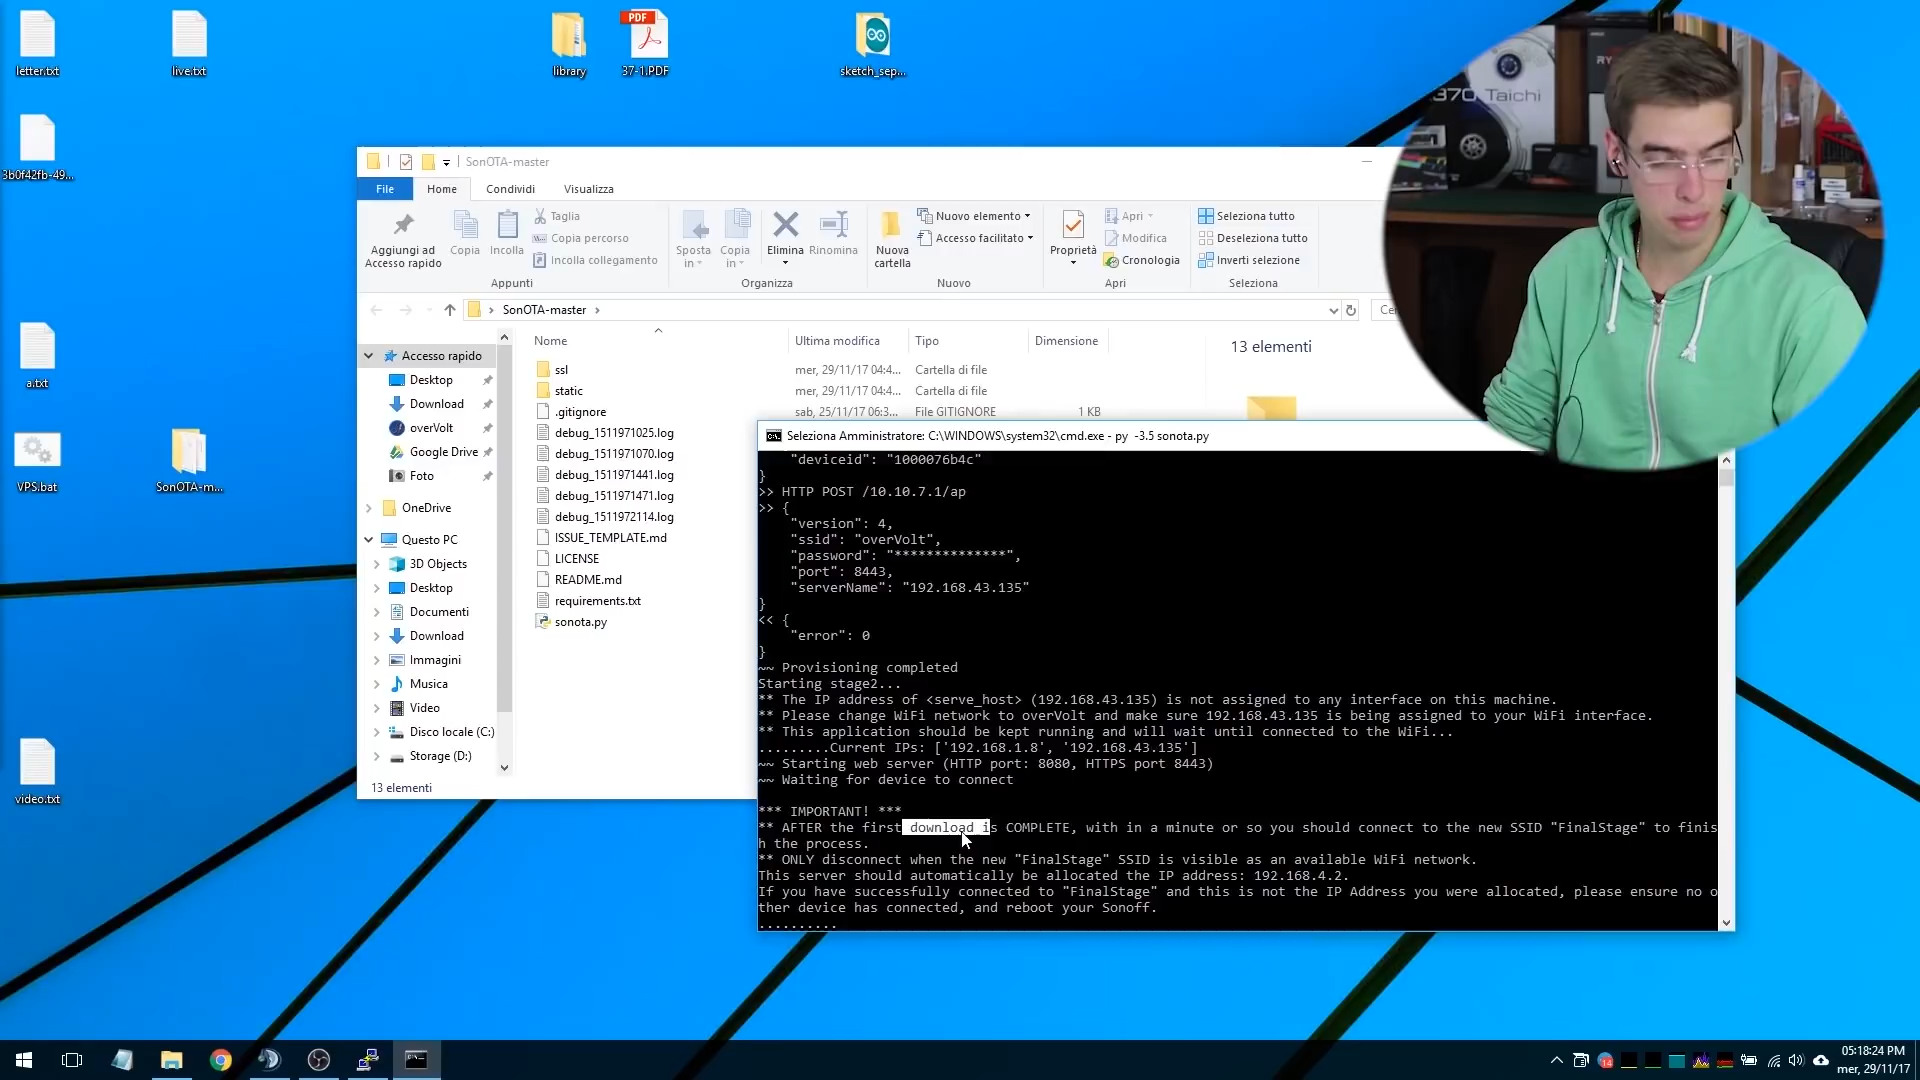 letter.txt
live.txt
library
PDF
37-1.PDF
sketch_sep...
3b0f42fb-49...
a.txt
VPS.bat
SonOTA-m...
video.txt
370 Taichi
SonOTA-master
File
Home
Condividi
Visualizza
Aggiungi ad
Accesso rapido
Copia
Incolla
Taglia
Copia percorso
Incolla collegamento
Appunti
Sposta
in
Copia
in
Elimina
Rinomina
Organizza
Nuova
cartella
Nuovo elemento
Accesso facilitato
Nuovo
Proprietà
Apri
Modifica
Cronologia
Apri
Seleziona tutto
Deseleziona tutto
Inverti selezione
Seleziona
SonOTA-master
Nome
Ultima modifica
Tipo
Dimensione
13 elementi
Accesso rapido
Desktop
Download
overVolt
Google Drive
Foto
OneDrive
Questo PC
3D Objects
Desktop
Documenti
Download
Immagini
Musica
Video
Disco locale (C:)
Storage (D:)
13 elementi
ssl mer, 29/11/17 04:4... Cartella di file
static mer, 29/11/17 04:4... Cartella di file
.gitignore sab, 25/11/17 06:3... File GITIGNORE 1 KB
debug_1511971025.log
debug_1511971070.log
debug_1511971441.log
debug_1511971471.log
debug_1511972114.log
ISSUE_TEMPLATE.md
LICENSE
README.md
requirements.txt
sonota.py
Seleziona Amministratore: C:\WINDOWS\system32\cmd.exe - py -3.5 sonota.py
"deviceid": "1000076b4c"
}
>> HTTP POST /10.10.7.1/ap
>> {
"version": 4,
"ssid": "overVolt",
"password": "**************",
"port": 8443,
"serverName": "192.168.43.135"
}
<< {
"error": 0
}
~~ Provisioning completed
Starting stage2...
** The IP address of <serve_host> (192.168.43.135) is not assigned to any interface on this machine.
** Please change WiFi network to overVolt and make sure 192.168.43.135 is being assigned to your WiFi interface.
** This application should be kept running and will wait until connected to the WiFi...
.........Current IPs: ['192.168.1.8', '192.168.43.135']
~~ Starting web server (HTTP port: 8080, HTTPS port 8443)
~~ Waiting for device to connect
*** IMPORTANT! ***
** AFTER the first download is COMPLETE, with in a minute or so you should connect to the new SSID "FinalStage" to finis
h the process.
** ONLY disconnect when the new "FinalStage" SSID is visible as an available WiFi network.
This server should automatically be allocated the IP address: 192.168.4.2.
If you have successfully connected to "FinalStage" and this is not the IP Address you were allocated, please ensure no o
ther device has connected, and reboot your Sonoff.
..........
05:18:24 PM
mer, 29/11/17